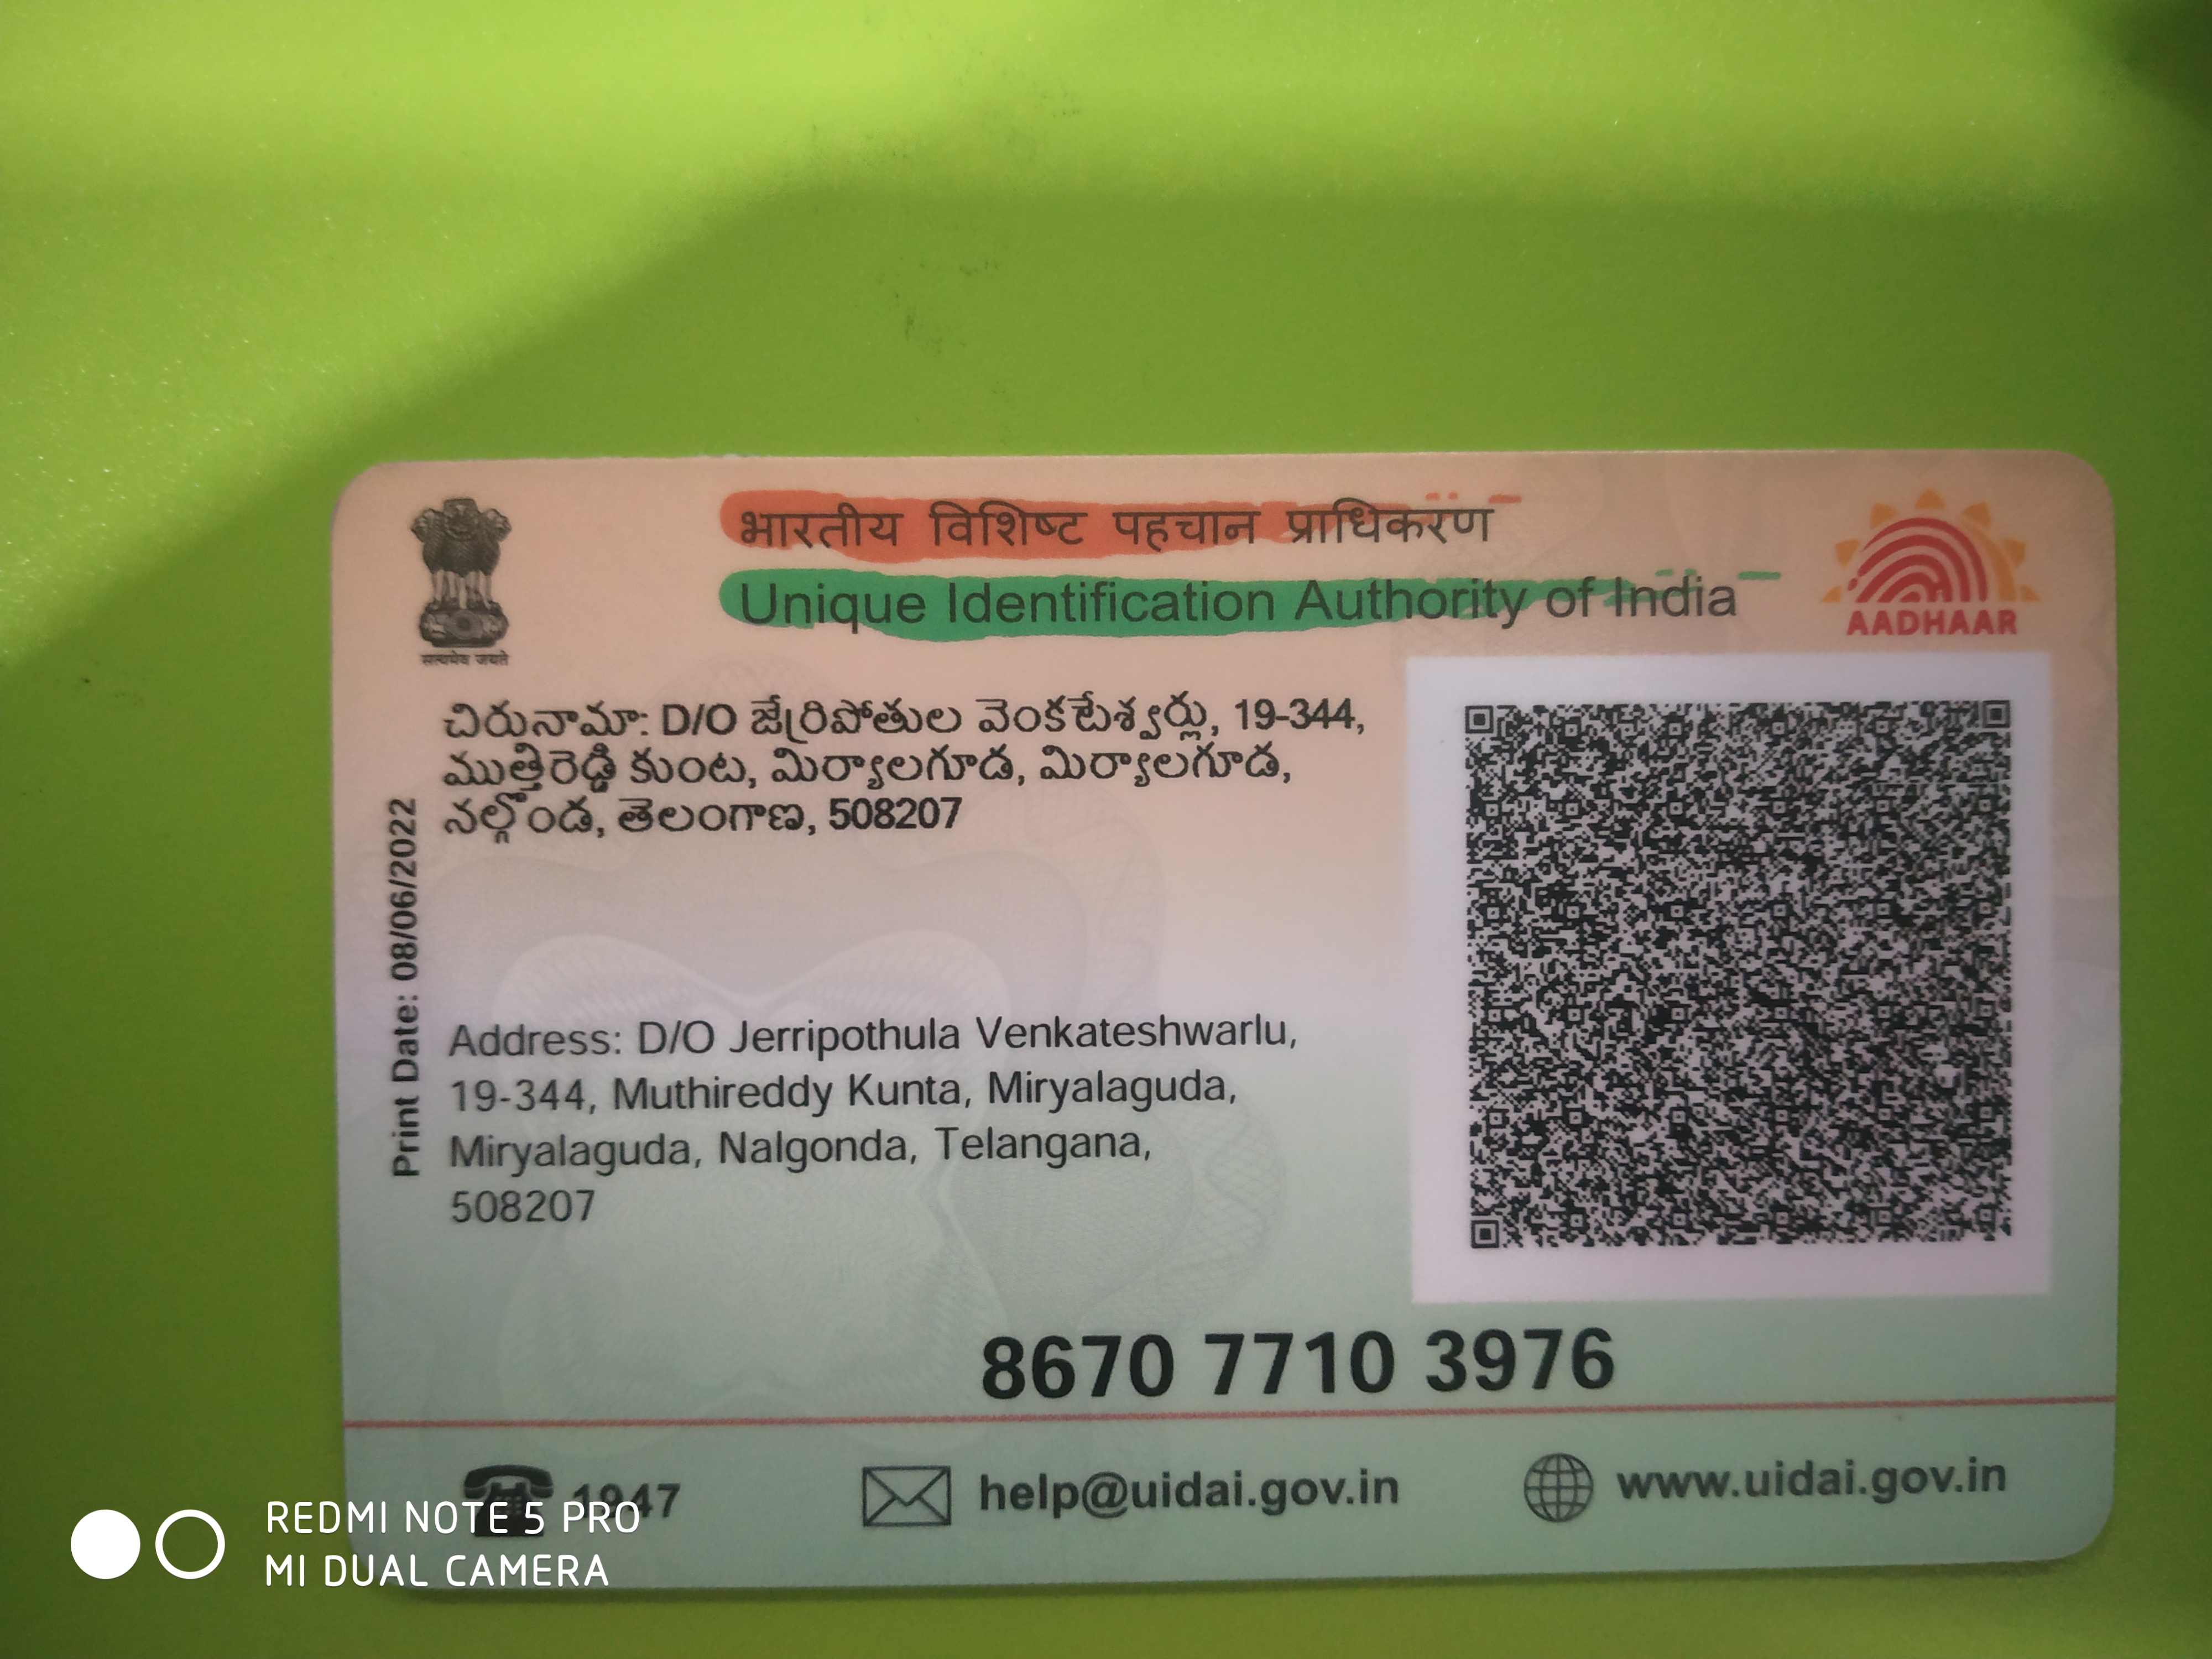 भारतीय विशिष्ट पहचान प्राधिकरण
Unique Identification Authority of India
AADHAAR
सत्यमेव जयते
చిరునామా: D/O జేర్రిపోతుల వెంకటేశ్వర్లు, 19-344,
ముత్తిరెడ్డి కుంట, మిర్యాలగూడ, మిర్యాలగూడ,
నల్గొండ, తెలంగాణ, 508207
Print Date: 08/06/2022
Address: D/O Jerripothula Venkateshwarlu,
19-344, Muthireddy Kunta, Miryalaguda,
Miryalaguda, Nalgonda, Telangana,
508207
8670 7710 3976
1947
help@uidai.gov.in
www.uidai.gov.in
REDMI NOTE 5 PRO
MI DUAL CAMERA